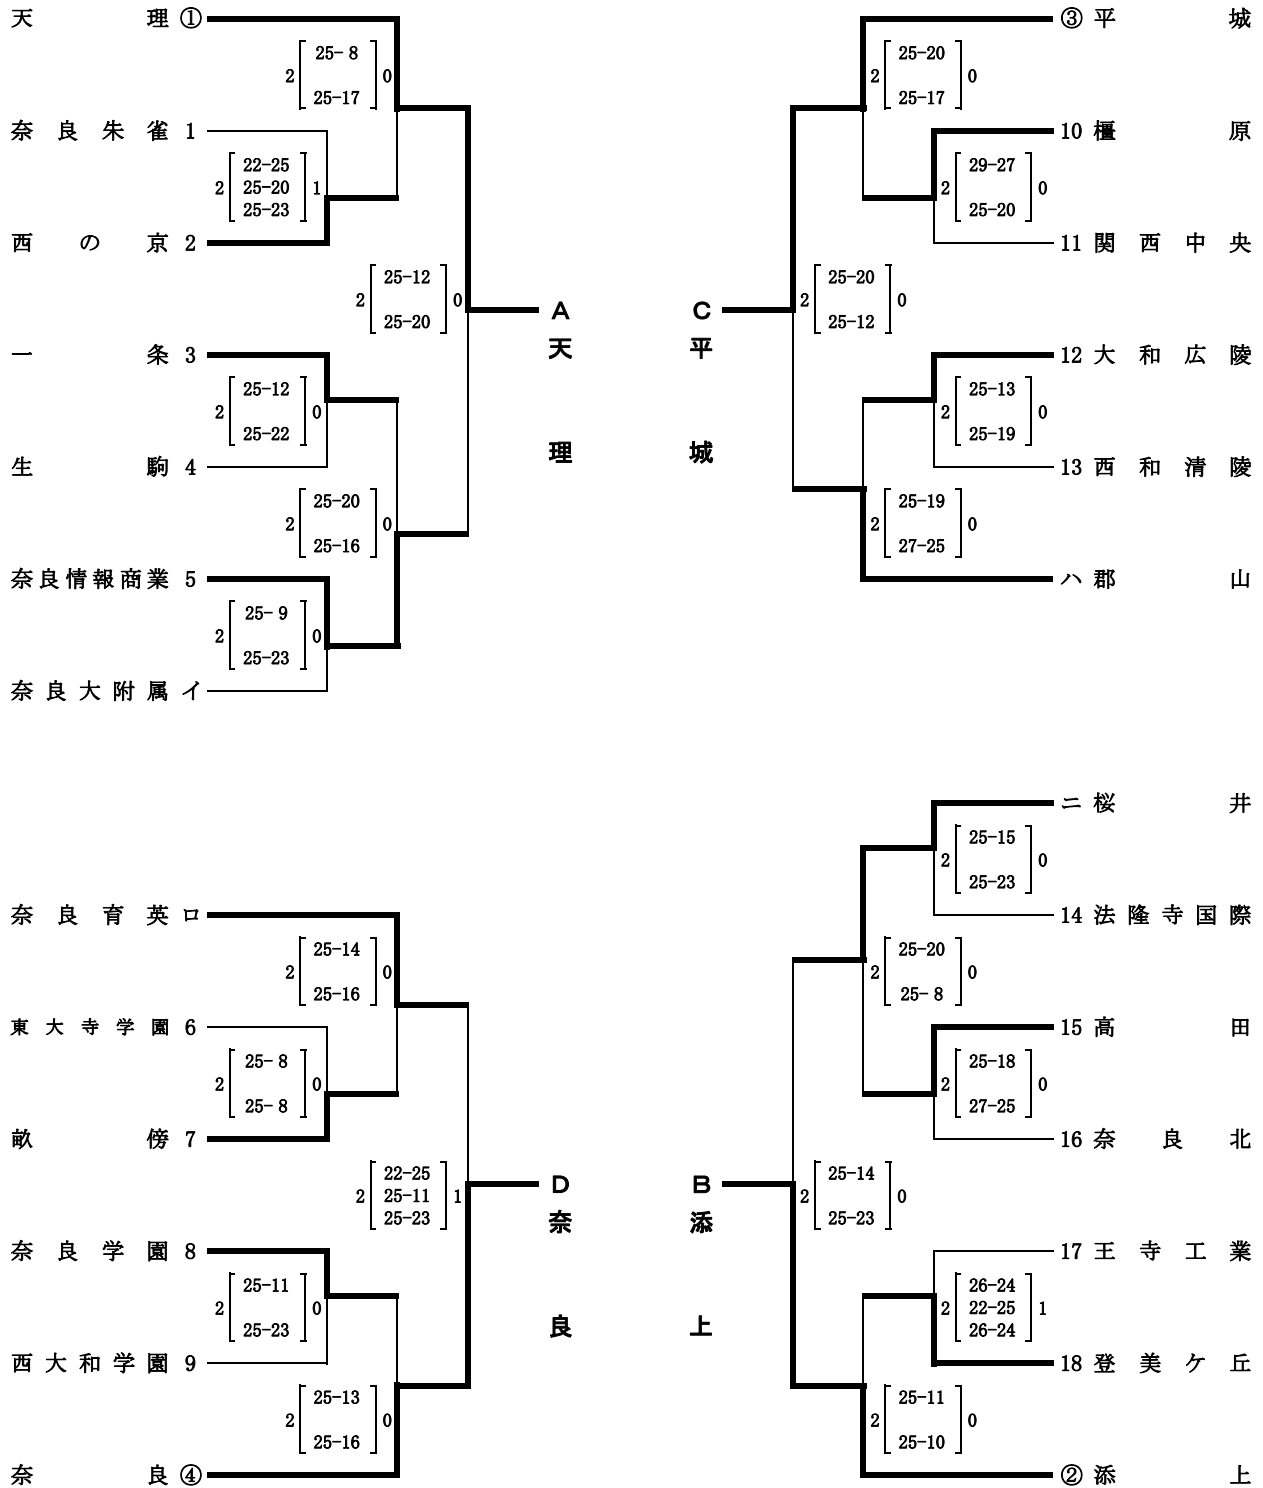 天理 ①
2 25- 8 0
25-17
奈良朱雀 1
22-25
2 25-20 1
25-23
西の京 2
25-12
2 0
25-20
A
天理
一条 3
25-12
2 0
25-22
生駒 4
25-20
2 0
25-16
奈良情報商業 5
25- 9
2 0
25-23
奈良大附属 イ
③ 平城
25-20
2 0
25-17
10 橿原
29-27
2 0
25-20
11 関西中央
25-20
2 0
25-12
C
平城
12 大和広陵
25-13
2 0
25-19
13 西和清陵
25-19
2 0
27-25
ハ 郡山
奈良育英 ロ
25-14
2 0
25-16
東大寺学園 6
25- 8
2 0
25- 8
畝傍 7
22-25
2 25-11 1
25-23
D
奈良
奈良学園 8
25-11
2 0
25-23
西大和学園 9
25-13
2 0
25-16
奈良 ④
ニ 桜井
25-15
2 0
25-23
14 法隆寺国際
25-20
2 0
25- 8
15 高田
25-18
2 0
27-25
16 奈良北
25-14
2 0
25-23
B
添上
17 王寺工業
26-24
2 22-25 1
26-24
18 登美ケ丘
25-11
2 0
25-10
② 添上